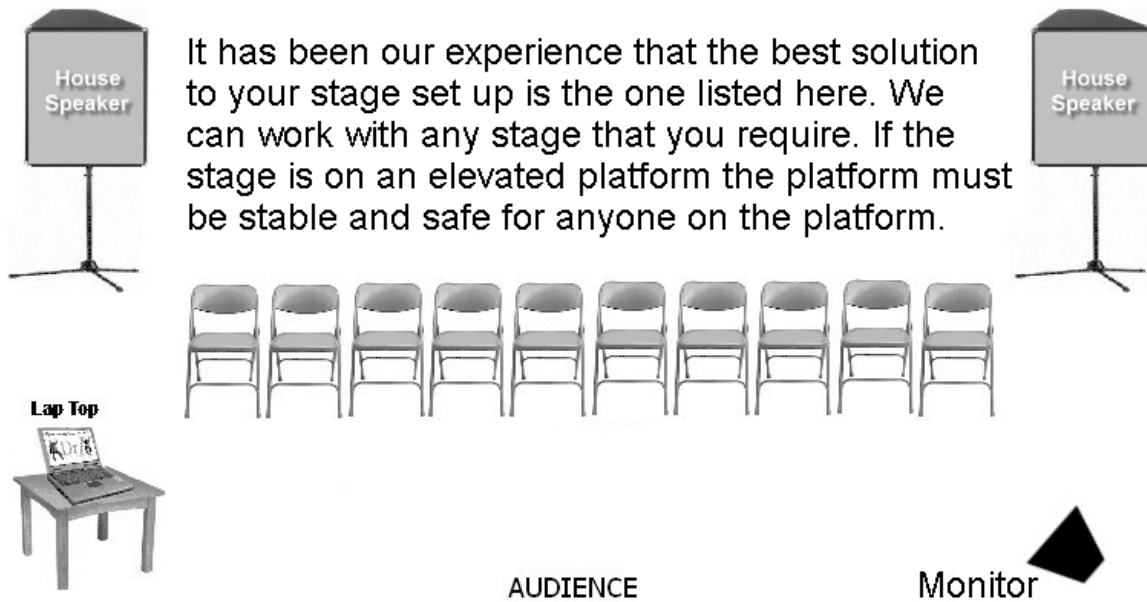 House
Speaker
It has been our experience that the best solution
to your stage set up is the one listed here. We
can work with any stage that you require. If the
stage is on an elevated platform the platform must
be stable and safe for anyone on the platform.
House
Speaker
Lap Top
AUDIENCE
Monitor